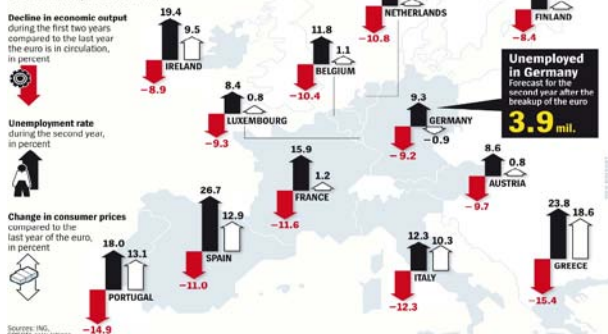 Decline in economic output
during the first two years
compared to the last year
the euro is in circulation,
in percent
Unemployment rate
during the second year,
in percent
Change in consumer prices
compared to the
last year of the euro,
in percent
19.4
9.5
IRELAND
-8.9
11.8
1.1
BELGIUM
-10.4
NETHERLANDS
-10.8
FINLAND
-8.4
Unemployed
in Germany
Forecast for the
second year after the
breakup of the euro
3.9 mil.
8.4
0.8
LUXEMBOURG
-9.3
9.3
GERMANY
-0.9
-9.2
15.9
1.2
FRANCE
-11.6
8.6
0.8
AUSTRIA
-9.7
26.7
12.9
SPAIN
-11.0
18.0
13.1
PORTUGAL
-14.9
12.3
10.3
ITALY
-12.3
23.8
18.6
GREECE
-15.4
Sources: ING,